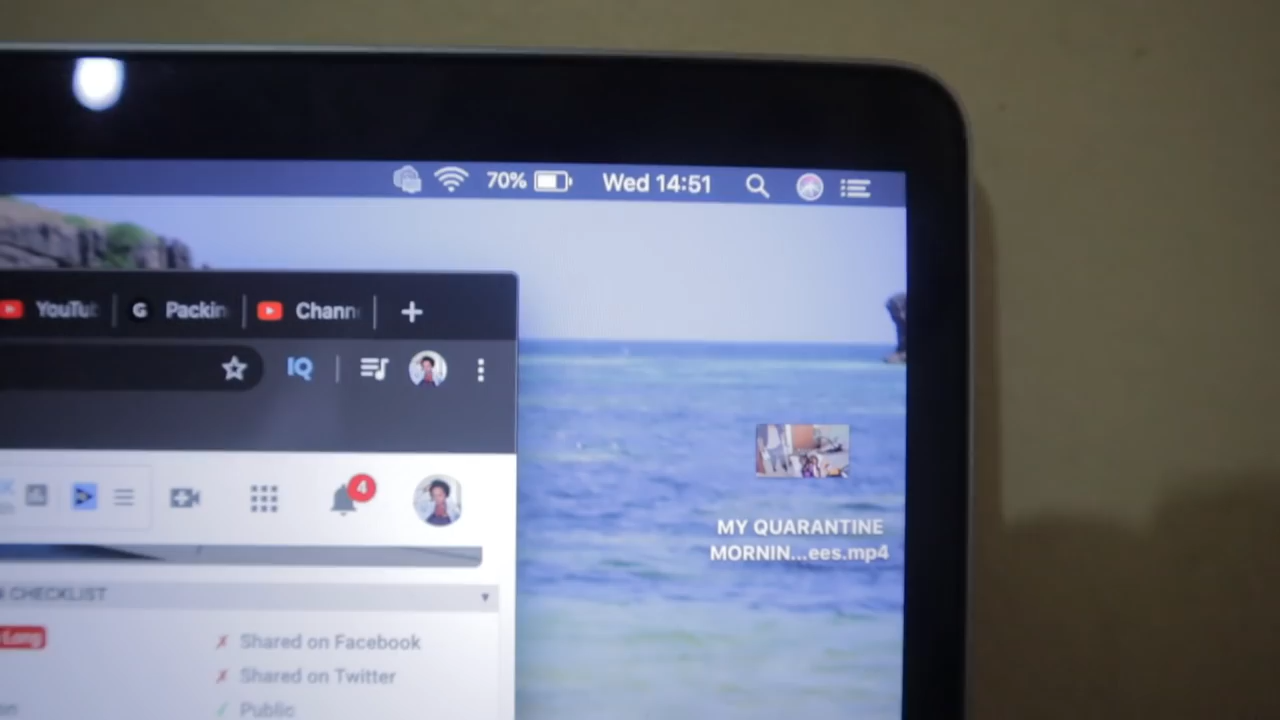 70% Wed 14:51
YouTub Packin Chann
IQ
4
MY QUARANTINE
MORNIN...ees.mp4
CHECKLIST
Long
✗ Shared on Facebook
✗ Shared on Twitter
✓ Public